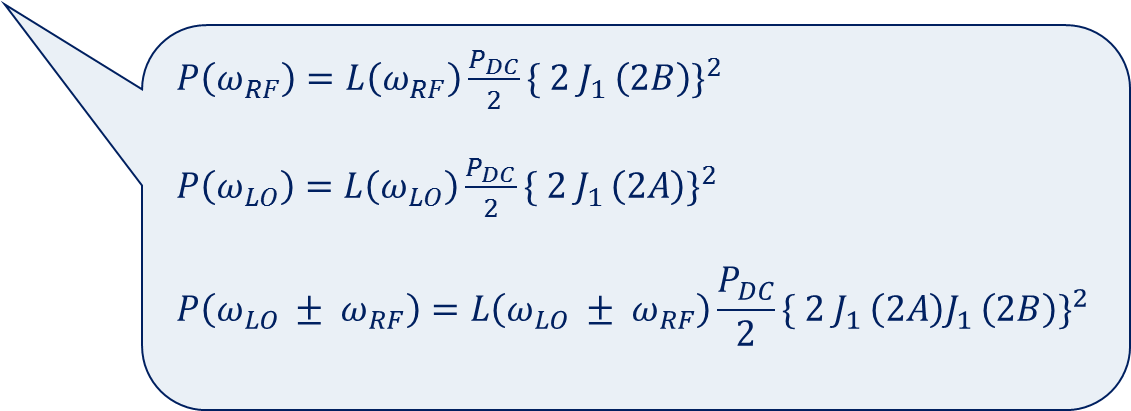 P(ω_RF) = L(ω_RF) P_DC/2 { 2 J_1 (2B)}^2
P(ω_LO) = L(ω_LO) P_DC/2 { 2 J_1 (2A)}^2
P(ω_LO ± ω_RF) = L(ω_LO ± ω_RF) P_DC/2 { 2 J_1 (2A)J_1 (2B)}^2